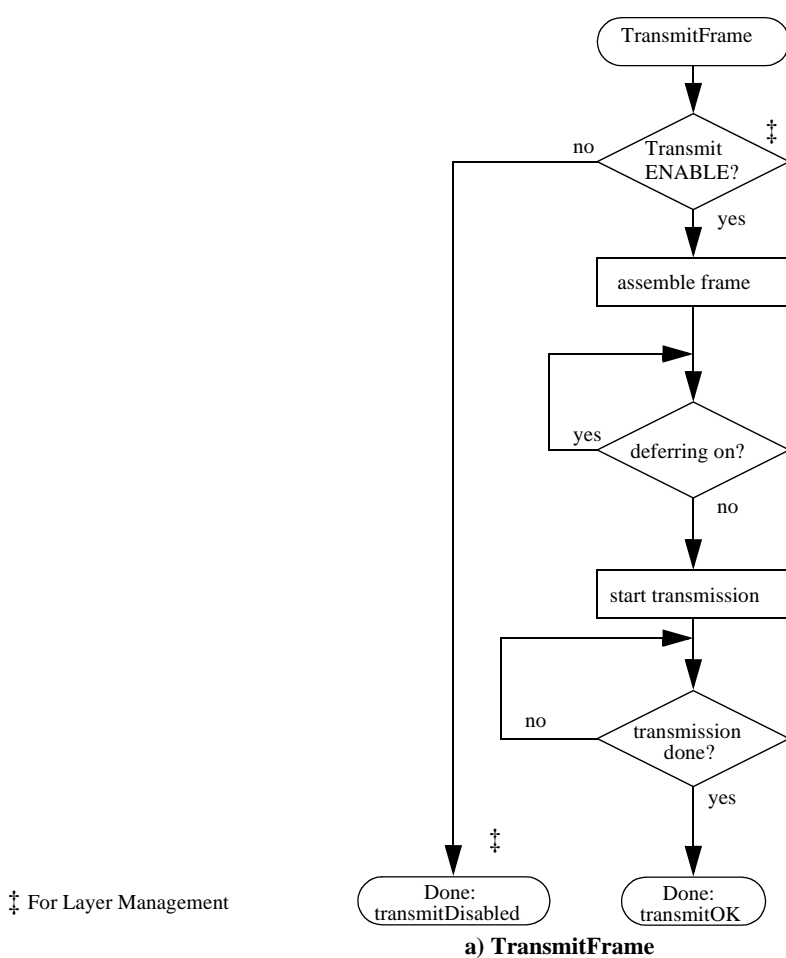 TransmitFrame
‡
no
Transmit
ENABLE?
yes
assemble frame
yes
deferring on?
no
start transmission
no
transmission
done?
yes
‡
Done:
transmitDisabled
Done:
transmitOK
‡ For Layer Management
a) TransmitFrame